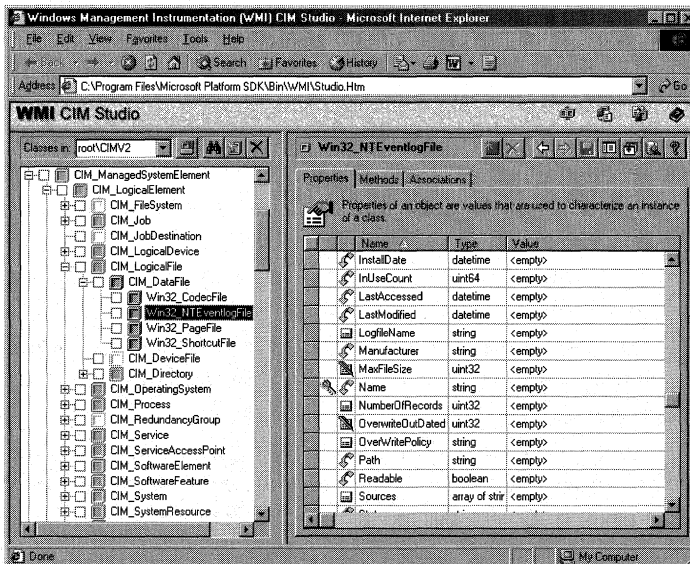 Windows Management Instrumentation (WMI) CIM Studio - Microsoft Internet Explorer
File Edit View Favorites Tools Help
Back Search Favorites History
Address C:\Program Files\Microsoft Platform SDK\Bin\WMI\Studio.Htm Go
WMI CIM Studio
Classes in: root\CIMV2
CIM_ManagedSystemElement
CIM_LogicalElement
CIM_FileSystem
CIM_Job
CIM_JobDestination
CIM_LogicalDevice
CIM_LogicalFile
CIM_DataFile
Win32_CodecFile
Win32_NTEventlogFile
Win32_PageFile
Win32_ShortcutFile
CIM_DeviceFile
CIM_Directory
CIM_OperatingSystem
CIM_Process
CIM_RedundancyGroup
CIM_Service
CIM_ServiceAccessPoint
CIM_SoftwareElement
CIM_SoftwareFeature
CIM_System
CIM_SystemResource
Win32_NTEventlogFile
Properties Methods Associations
Properties of an object are values that are used to characterize an instance
of a class.
Name Type Value
InstallDate datetime <empty>
InUseCount uint64 <empty>
LastAccessed datetime <empty>
LastModified datetime <empty>
LogfileName string <empty>
Manufacturer string <empty>
MaxFileSize uint32 <empty>
Name string <empty>
NumberOfRecords uint32 <empty>
OverwriteOutDated uint32 <empty>
OverWritePolicy string <empty>
Path string <empty>
Readable boolean <empty>
Sources array of strir <empty>
Done My Computer